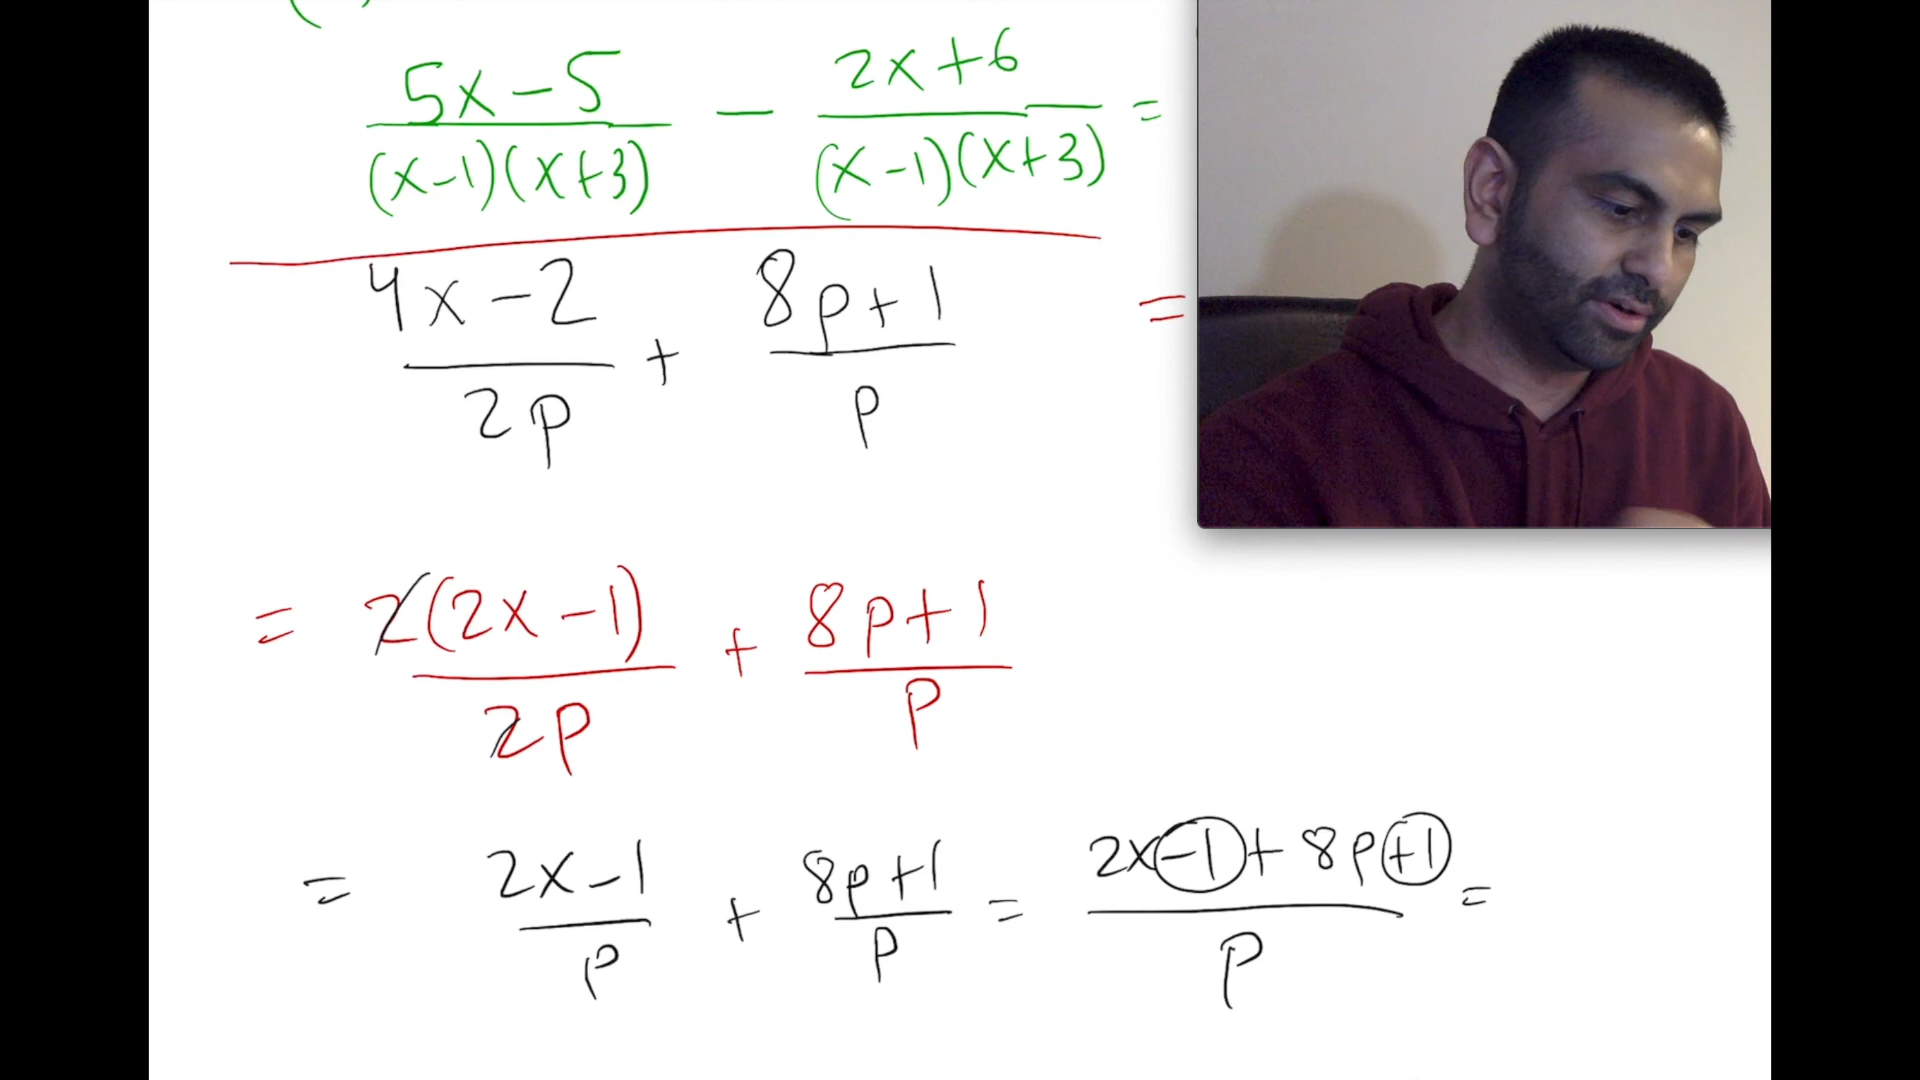 5x-5 / (x-1)(x+3) - 2x+6 / (x-1)(x+3) =
4x-2 / 2p + 8p+1 / p =
= 2(2x-1) / 2p + 8p+1 / p
= 2x-1 / p + 8p+1 / p = 2x-1+8p+1 / p =